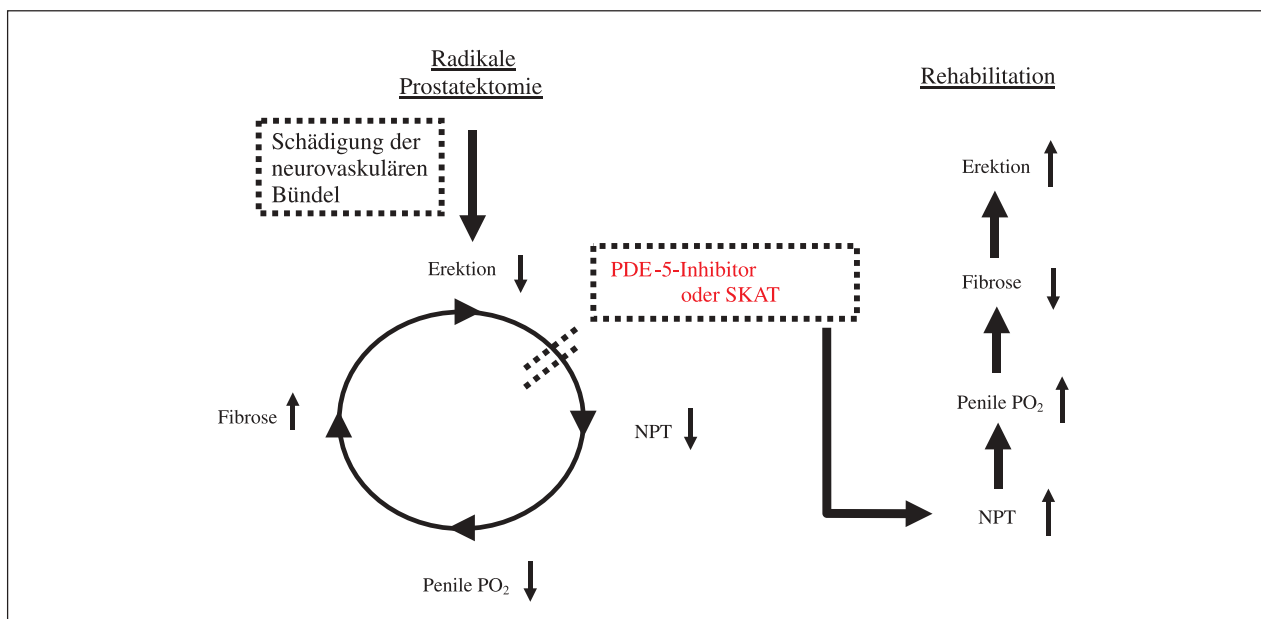 Radikale
Prostatektomie
Schädigung der
neurovaskulären
Bündel
Erektion
PDE-5-Inhibitor
oder SKAT
Fibrose
NPT
Penile PO₂
Rehabilitation
Erektion
Fibrose
Penile PO₂
NPT